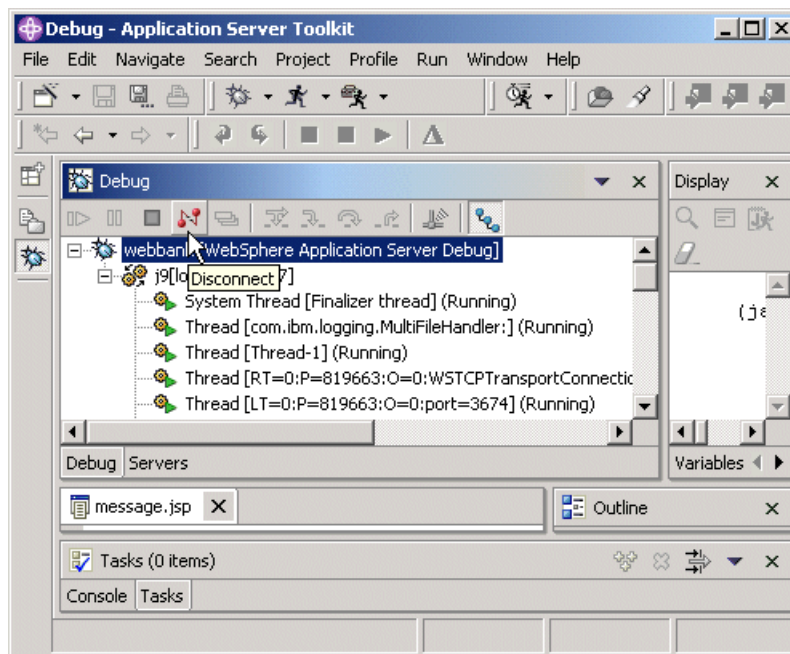 Debug - Application Server Toolkit
File Edit Navigate Search Project Profile Run Window Help
Debug
Display
webbank [WebSphere Application Server Debug]
j9[lo 7]
Disconnect
System Thread [Finalizer thread] (Running)
Thread [com.ibm.logging.MultiFileHandler:] (Running)
(ja
Thread [Thread-1] (Running)
Thread [RT=0:P=819663:O=0:WSTCPTransportConnectic
Thread [LT=0:P=819663:O=0:port=3674] (Running)
Debug Servers
Variables
message.jsp
Outline
Tasks (0 items)
Console Tasks